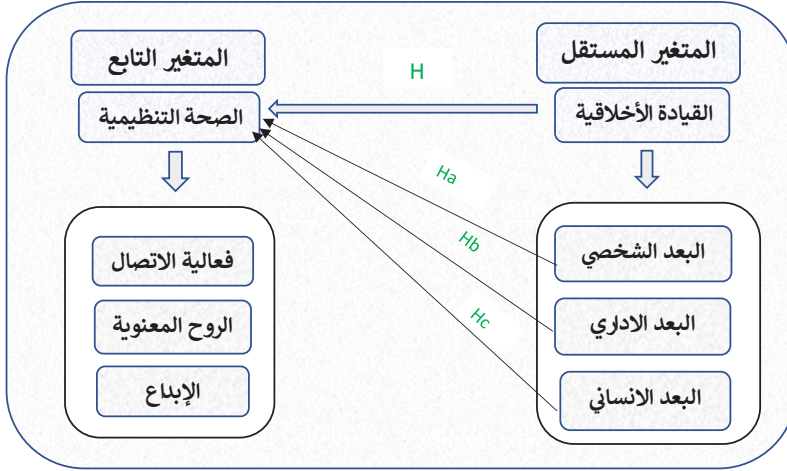 المتغير المستقل
المتغير التابع
H
القيادة الأخلاقية
الصحة التنظيمية
Ha
Hb
Hc
البعد الشخصي
البعد الاداري
البعد الانساني
فعالية الاتصال
الروح المعنوية
الإبداع